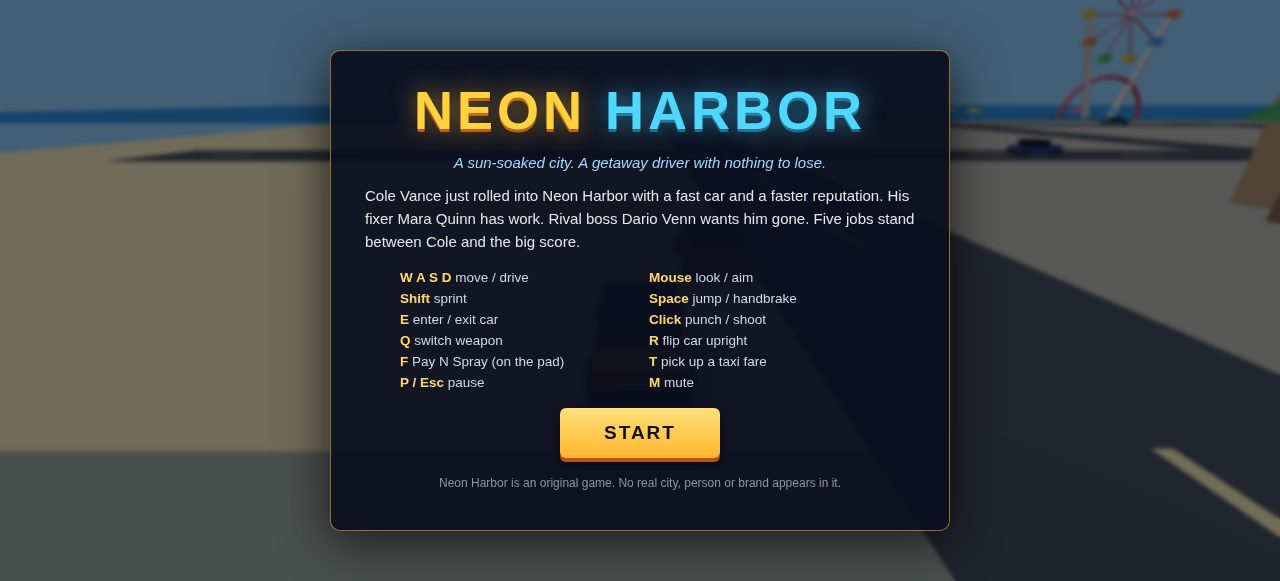 NEON HARBOR
A sun-soaked city. A getaway driver with nothing to lose.
Cole Vance just rolled into Neon Harbor with a fast car and a faster reputation. His
fixer Mara Quinn has work. Rival boss Dario Venn wants him gone. Five jobs stand
between Cole and the big score.
W A S D move / drive
Mouse look / aim
Shift sprint
Space jump / handbrake
E enter / exit car
Click punch / shoot
Q switch weapon
R flip car upright
F Pay N Spray (on the pad)
T pick up a taxi fare
P / Esc pause
M mute
START
Neon Harbor is an original game. No real city, person or brand appears in it.